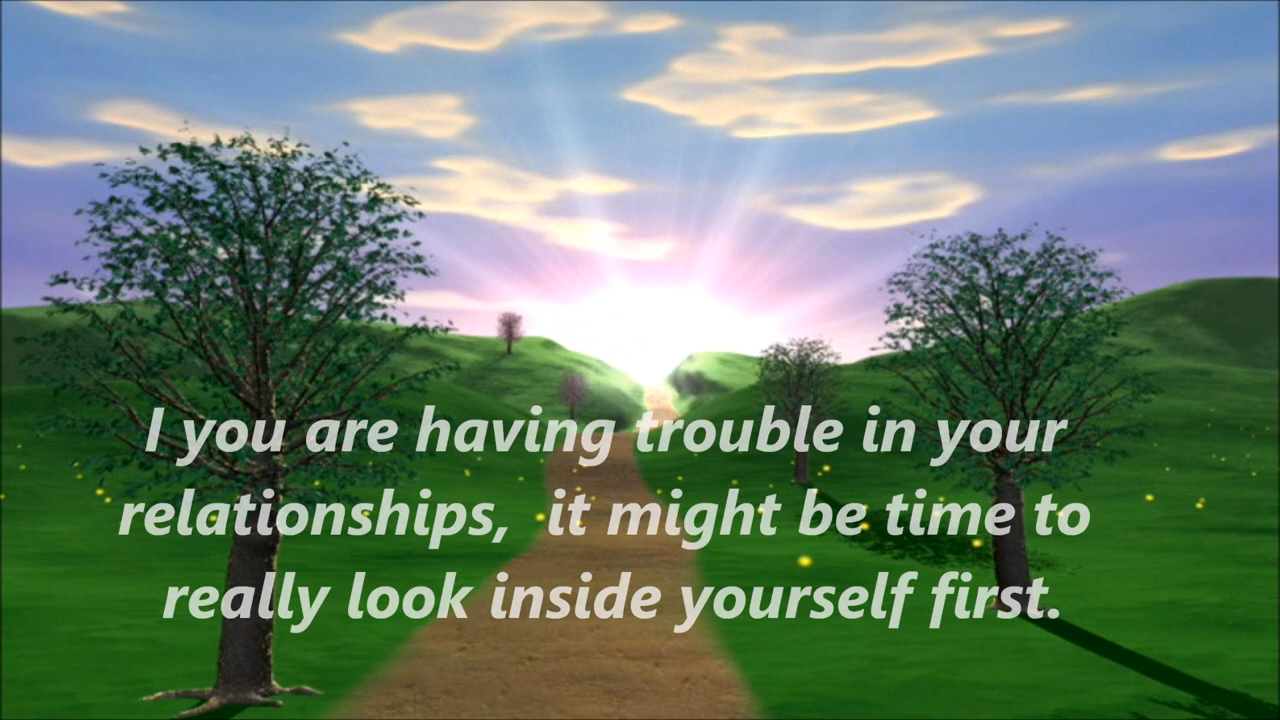 I you are having trouble in your
relationships,  it might be time to
really look inside yourself first.